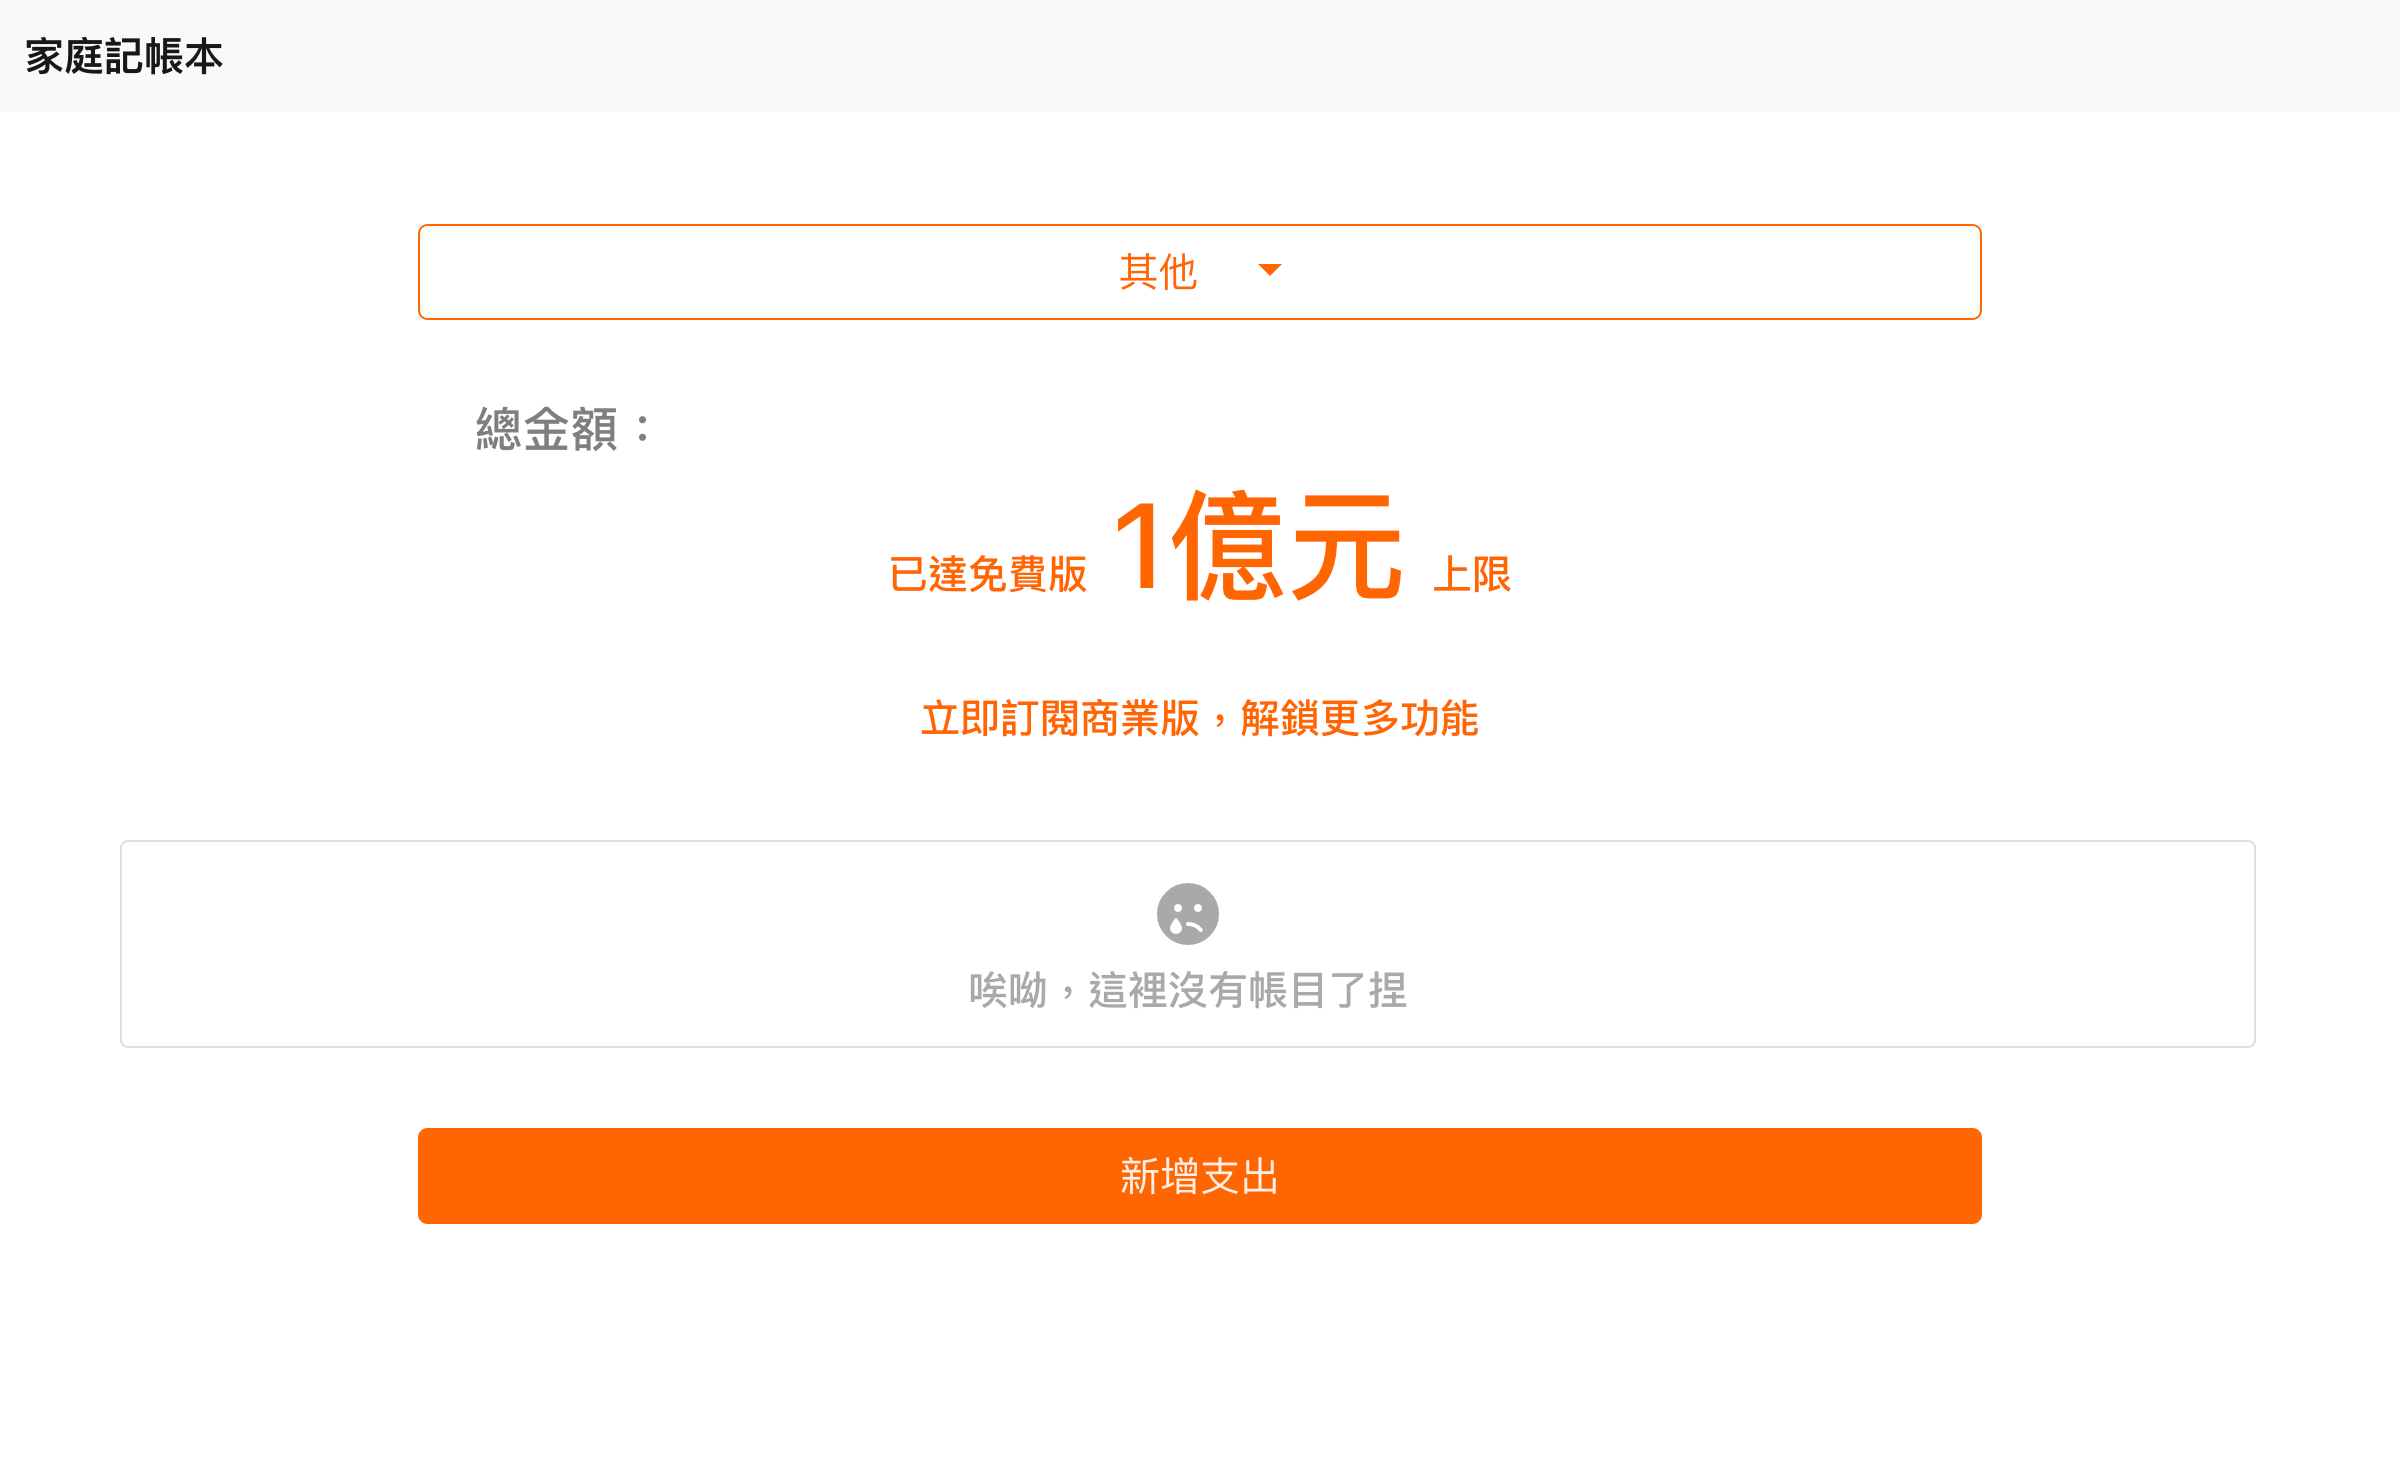 家庭記帳本
其他
總金額：
已達免費版 1億元 上限
立即訂閱商業版，解鎖更多功能
唉呦，這裡沒有帳目了捏
新增支出